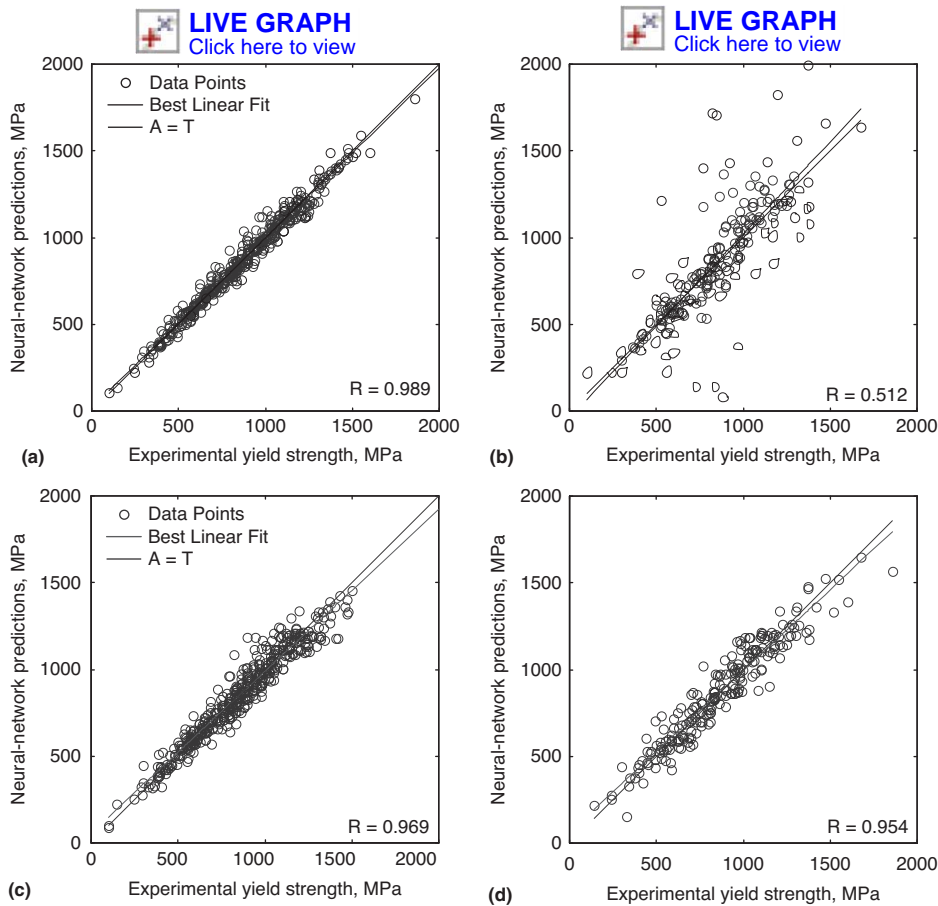 LIVE GRAPH
Click here to view
LIVE GRAPH
Click here to view
2000
1500
1000
500
0
Neural-network predictions, MPa
Data Points
Best Linear Fit
A = T
R = 0.989
0 500 1000 1500 2000
(a) Experimental yield strength, MPa
2000
1500
1000
500
0
Neural-network predictions, MPa
R = 0.512
0 500 1000 1500 2000
(b) Experimental yield strength, MPa
2000
1500
1000
500
0
Neural-network predictions, MPa
Data Points
Best Linear Fit
A = T
R = 0.969
0 500 1000 1500 2000
(c) Experimental yield strength, MPa
2000
1500
1000
500
0
Neural-network predictions, MPa
R = 0.954
0 500 1000 1500 2000
(d) Experimental yield strength, MPa